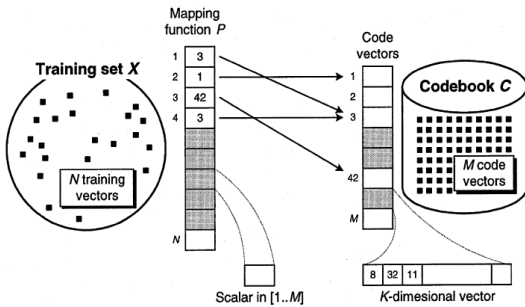 Mapping
function P
Training set X
N training
vectors
1 3
2 1
3 42
4 3
N
Scalar in [1..M]
Code
vectors
1
2
3
42
M
Codebook C
M code
vectors
8 32 11
K-dimesional vector